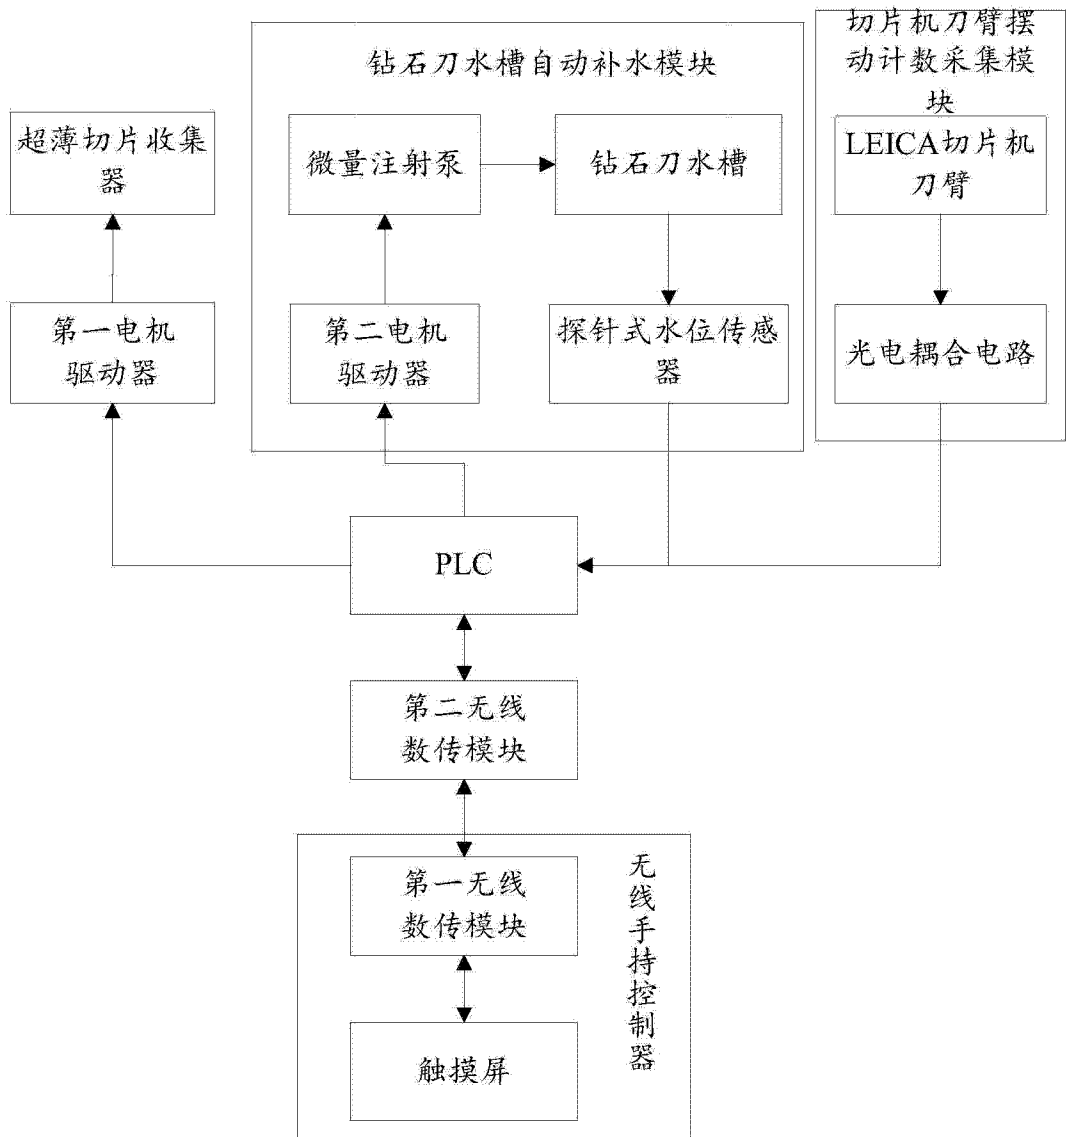 钻石刀水槽自动补水模块
切片机刀臂摆
动计数采集模
块
超薄切片收集
器
微量注射泵
钻石刀水槽
LEICA切片机
刀臂
第一电机
驱动器
第二电机
驱动器
探针式水位传感
器
光电耦合电路
PLC
第二无线
数传模块
第一无线
数传模块
无线手持控制器
触摸屏